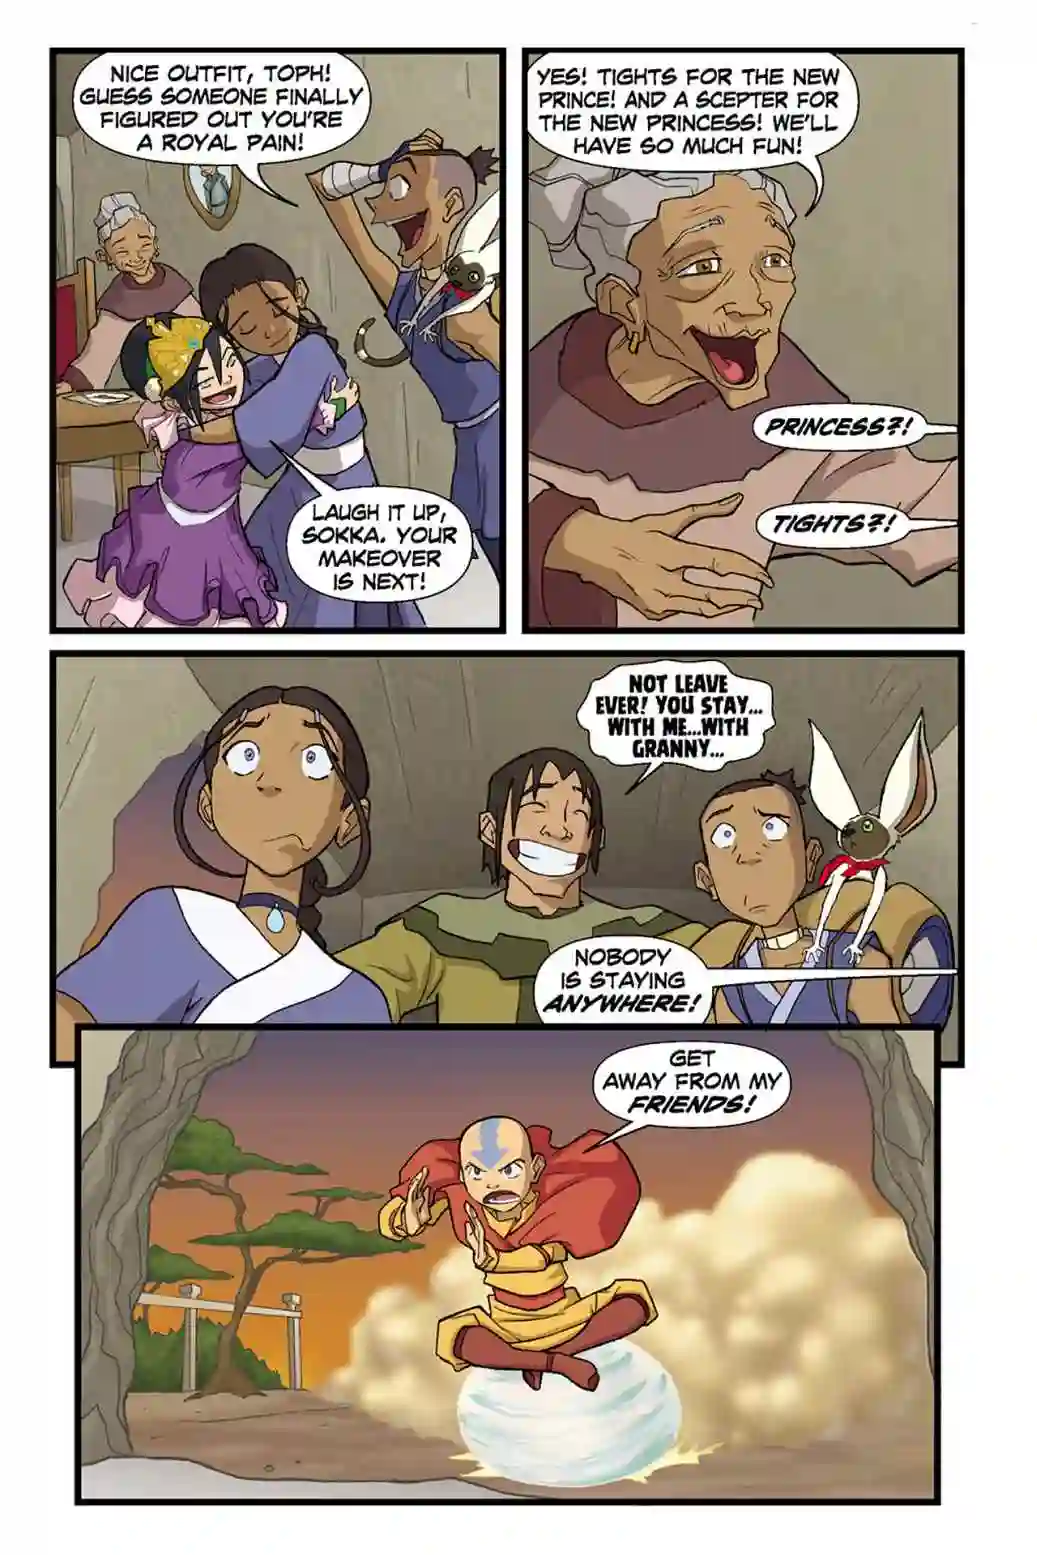 NICE OUTFIT, TOPH!
GUESS SOMEONE FINALLY
FIGURED OUT YOU'RE
A ROYAL PAIN!
LAUGH IT UP,
SOKKA. YOUR
MAKEOVER
IS NEXT!
YES! TIGHTS FOR THE NEW
PRINCE! AND A SCEPTER FOR
THE NEW PRINCESS! WE'LL
HAVE SO MUCH FUN!
PRINCESS?!
TIGHTS?!
NOT LEAVE
EVER! YOU STAY...
WITH ME...WITH
GRANNY...
NOBODY
IS STAYING
ANYWHERE!
GET
AWAY FROM MY
FRIENDS!